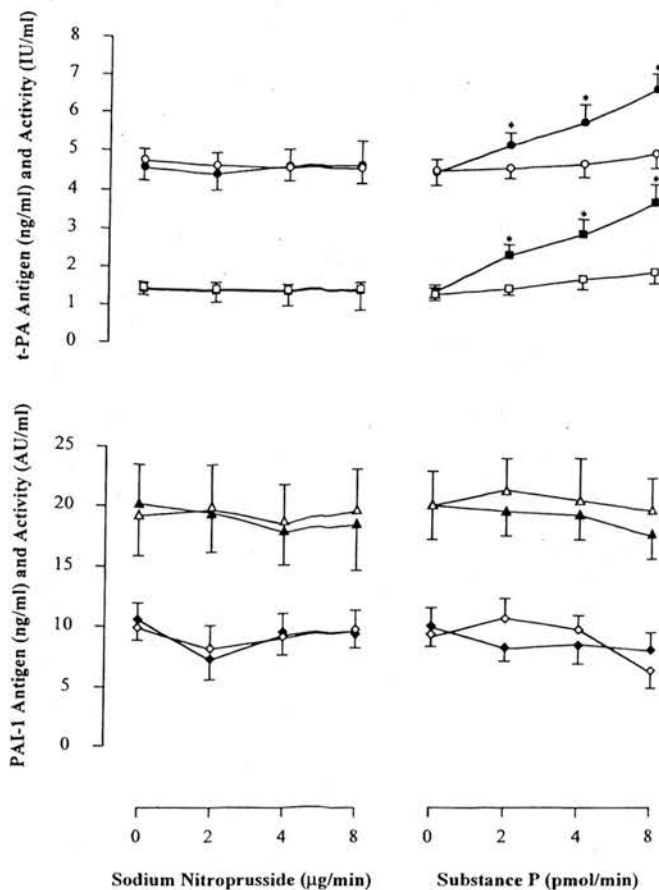 t-PA Antigen (ng/ml) and Activity (IU/ml)
8
7
6
5
4
3
2
1
0
* * *
* * *
PAI-1 Antigen (ng/ml) and Activity (AU/ml)
25
20
15
10
5
0
0 2 4 8
0 2 4 8
Sodium Nitroprusside (µg/min)
Substance P (pmol/min)